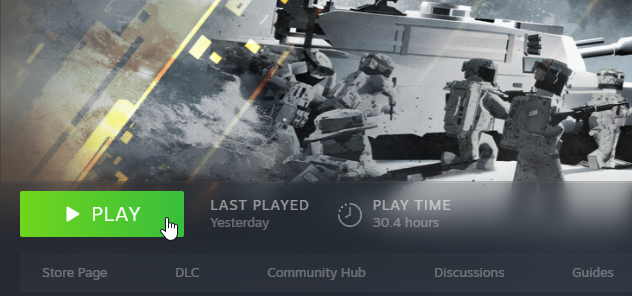 PLAY
LAST PLAYED
Yesterday
PLAY TIME
30.4 hours
Store Page
DLC
Community Hub
Discussions
Guides